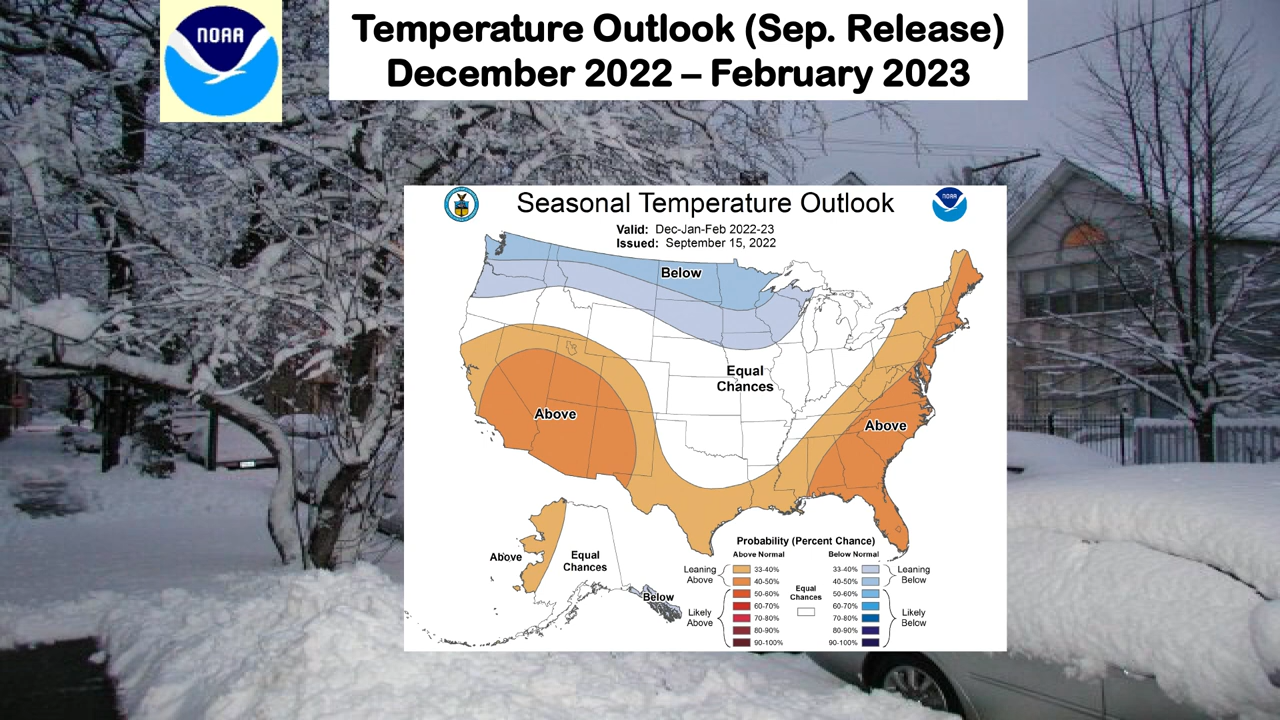 NOAA
Temperature Outlook (Sep. Release)
December 2022 – February 2023
Seasonal Temperature Outlook
NOAA
Valid: Dec-Jan-Feb 2022-23
Issued: September 15, 2022
Below
Equal
Chances
Above
Above
Above
Equal
Chances
Below
Probability (Percent Chance)
Above Normal
Below Normal
Leaning
Above
33-40%
40-50%
Likely
Above
50-60%
60-70%
70-80%
80-90%
90-100%
Equal
Chances
33-40%
40-50%
Leaning
Below
50-60%
60-70%
70-80%
80-90%
90-100%
Likely
Below